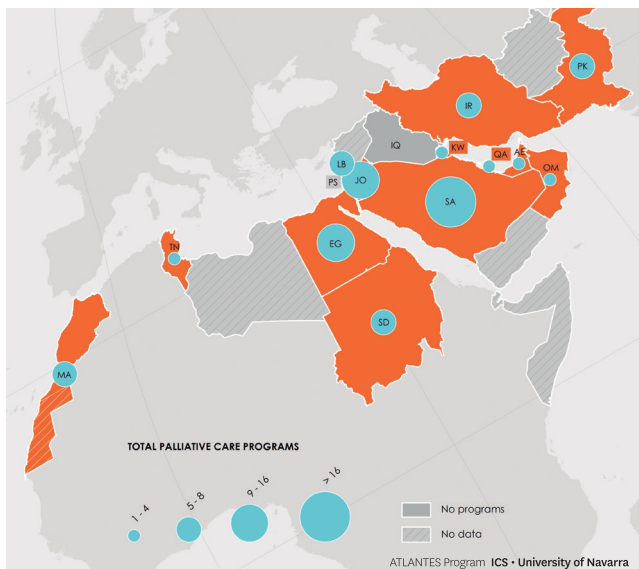 PK
IR
IQ
KW
QA
AE
OM
LB
PS
JO
SA
TN
EG
SD
MA
TOTAL PALLIATIVE CARE PROGRAMS
1 - 4
5 - 8
9 - 16
> 16
No programs
No data
ATLANTES Program ICS • University of Navarra